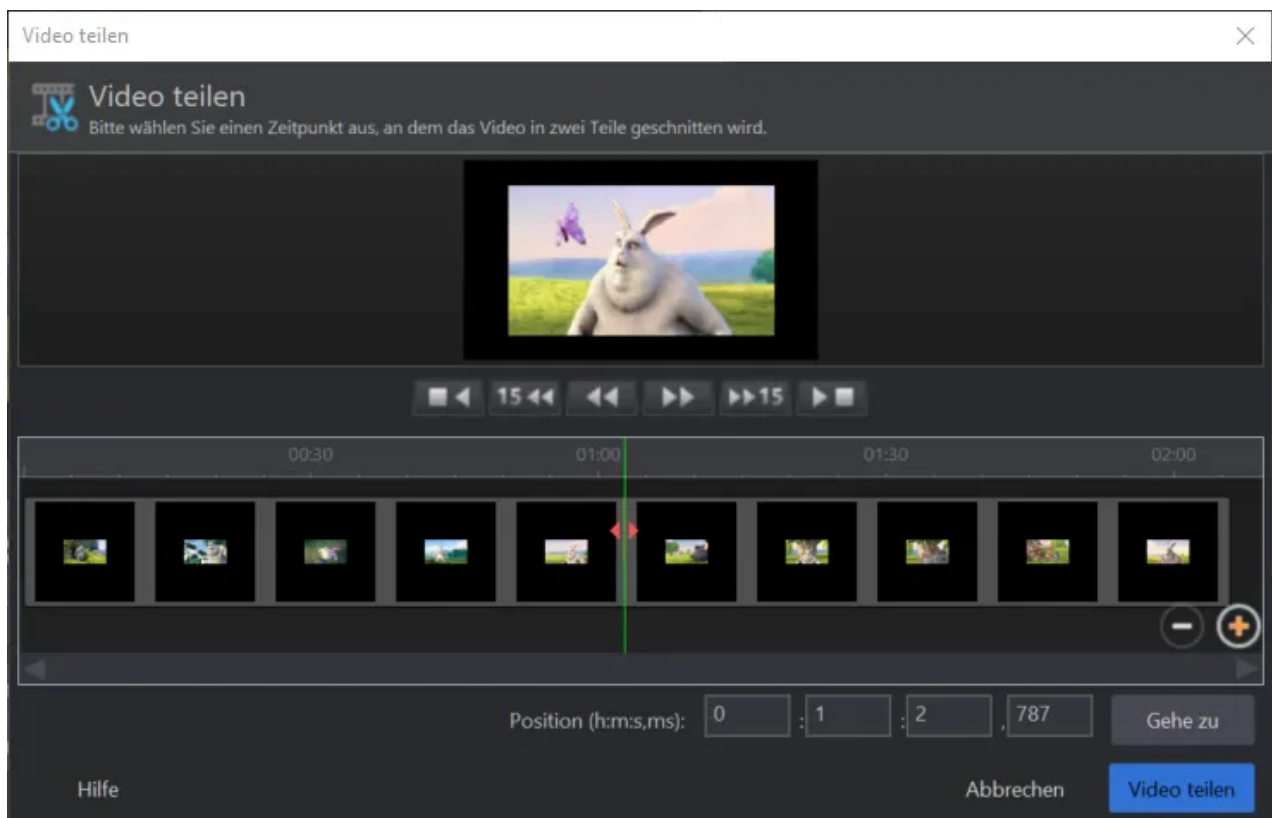 Video teilen
Video teilen
Bitte wählen Sie einen Zeitpunkt aus, an dem das Video in zwei Teile geschnitten wird.
15 15
00:30 01:00 01:30 02:00
Position (h:m:s,ms): 0 : 1 : 2 , 787 Gehe zu
Hilfe Abbrechen Video teilen